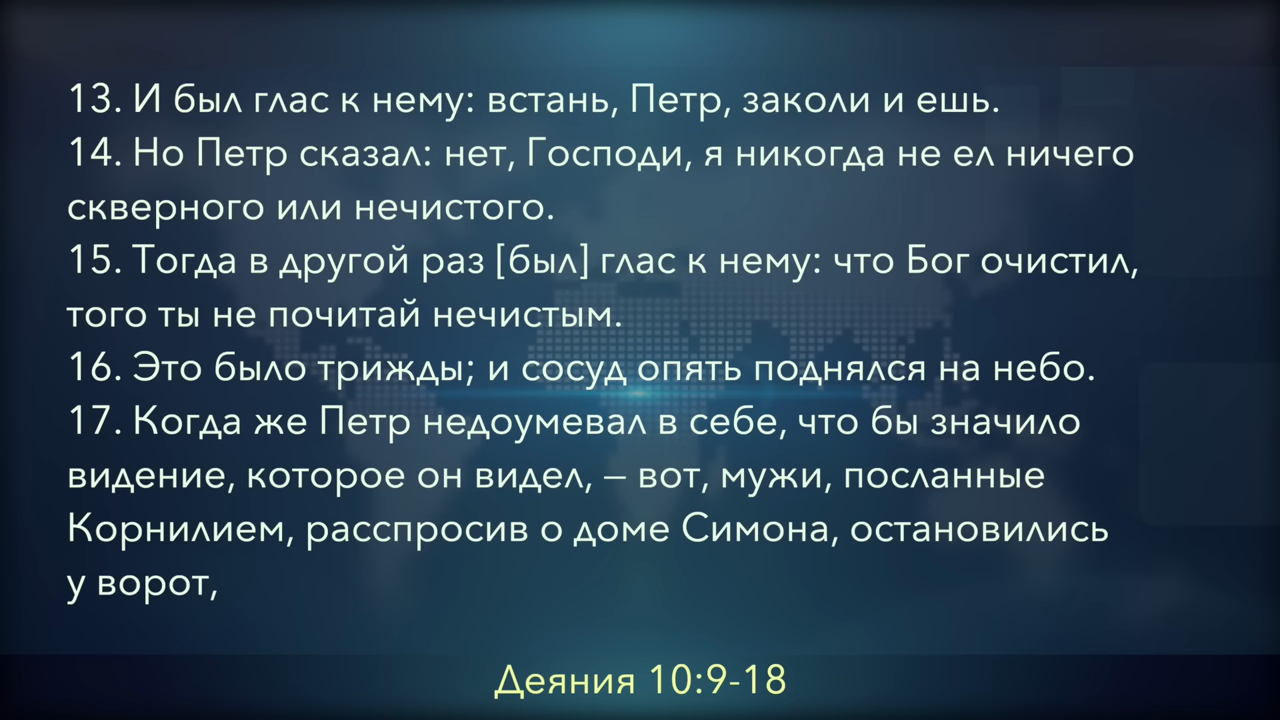 13. И был глас к нему: встань, Петр, заколи и ешь.
14. Но Петр сказал: нет, Господи, я никогда не ел ничего
скверного или нечистого.
15. Тогда в другой раз [был] глас к нему: что Бог очистил,
того ты не почитай нечистым.
16. Это было трижды; и сосуд опять поднялся на небо.
17. Когда же Петр недоумевал в себе, что бы значило
видение, которое он видел, — вот, мужи, посланные
Корнилием, расспросив о доме Симона, остановились
у ворот,
Деяния 10:9-18